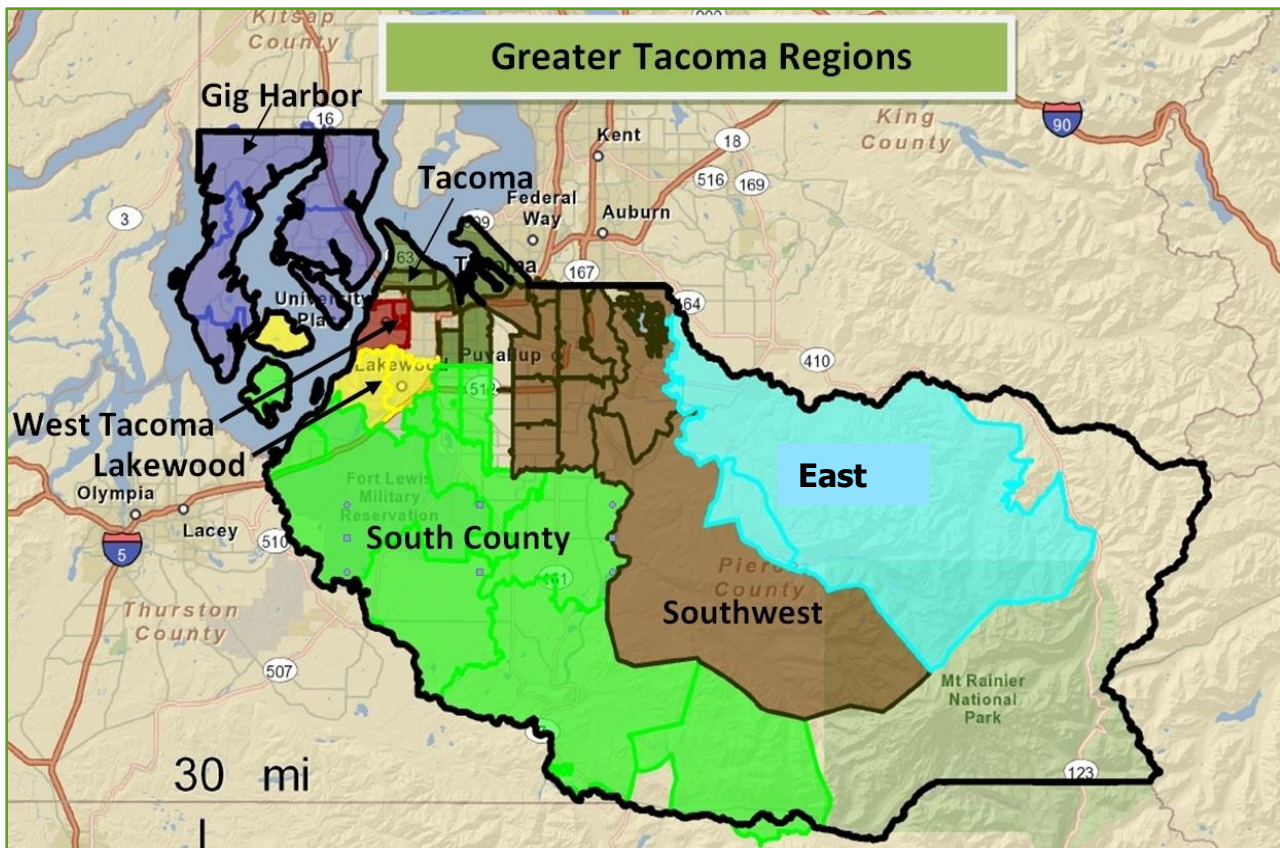 Kitsap
County
Greater Tacoma Regions
Gig Harbor
16
Kent
King
County
90
18
Tacoma
516
169
3
Federal
Way
Auburn
163
Tacoma
167
University
Place
164
410
Lakewood
Puyallup
512
West Tacoma
Lakewood
East
Olympia
Fort Lewis
Military
Reservation
Lacey
510
South County
5
161
Pierce
County
Thurston
County
Southwest
507
Mt Rainier
National
Park
30 mi
123